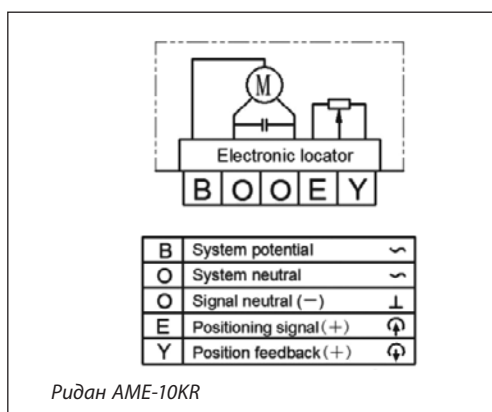 M
Electronic locator
B O O E Y
B System potential ∽
O System neutral ∽
O Signal neutral (—) ⊥
E Positioning signal (+)
Y Position feedback (+)
Ридан AME-10KR